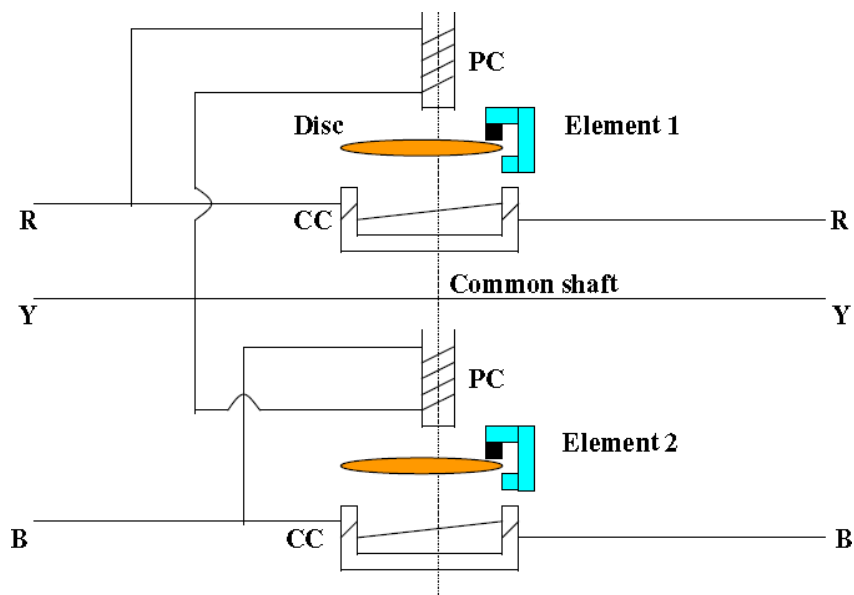 PC
Disc
Element 1
R
CC
R
Common shaft
Y
Y
PC
Element 2
B
CC
B